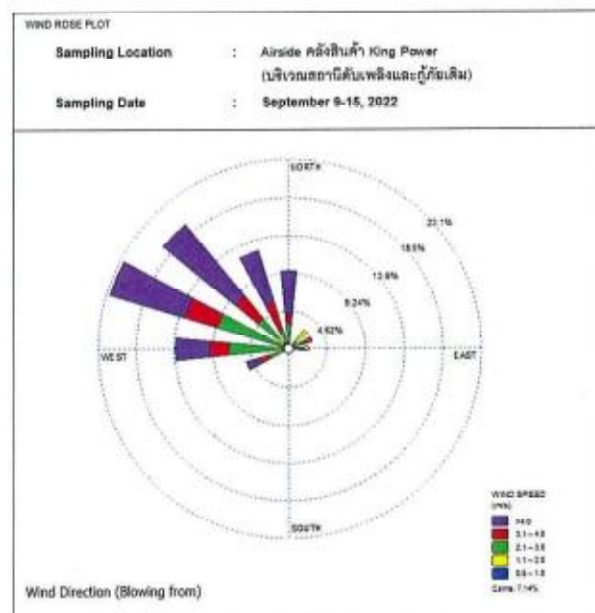 WIND ROSE PLOT
Sampling Location : Airside คลังสินค้า King Power
(บริเวณสถานีดับเพลิงและกู้ภัยเดิม)
Sampling Date : September 9-15, 2022
NORTH
23.1%
18.5%
13.9%
9.24%
4.62%
WEST
EAST
SOUTH
WIND SPEED
(m/s)
>4.0
3.1 - 4.0
2.1 - 3.0
1.1 - 2.0
0.5 - 1.0
Calms: 7.14%
Wind Direction (Blowing from)